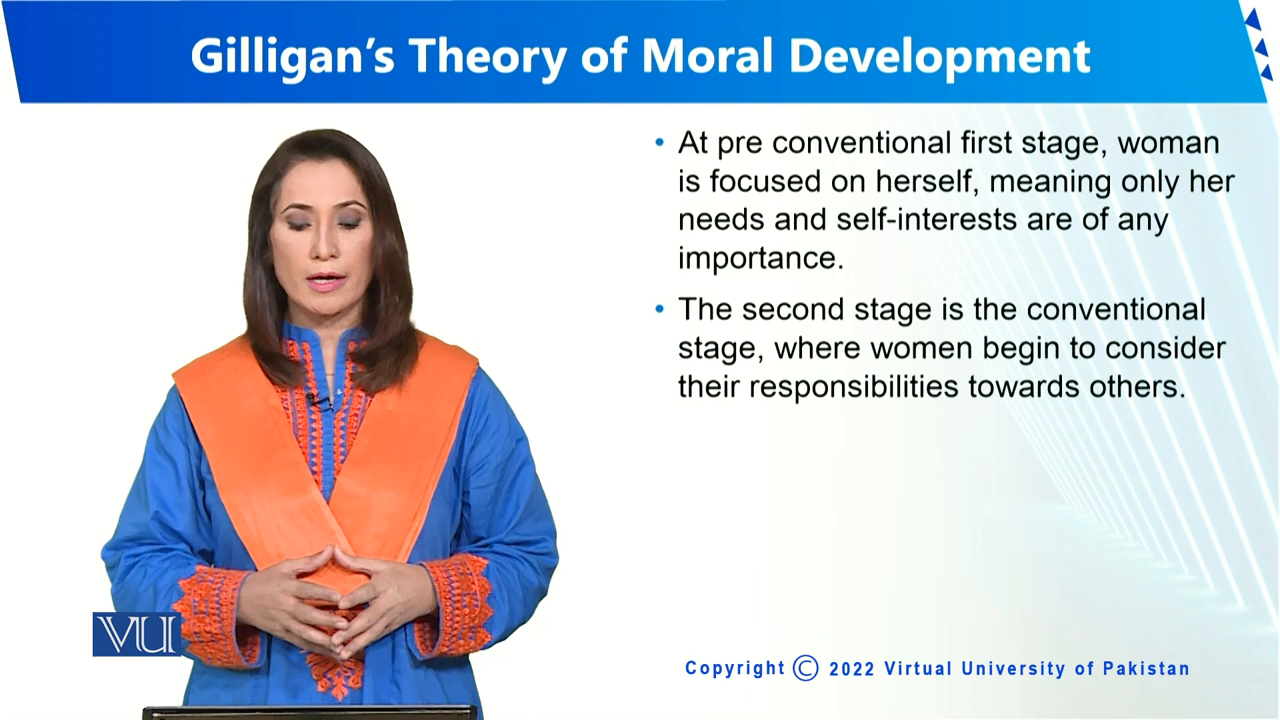 Gilligan’s Theory of Moral Development
• At pre conventional first stage, woman
is focused on herself, meaning only her
needs and self-interests are of any
importance.
• The second stage is the conventional
stage, where women begin to consider
their responsibilities towards others.
VU
Copyright © 2022 Virtual University of Pakistan